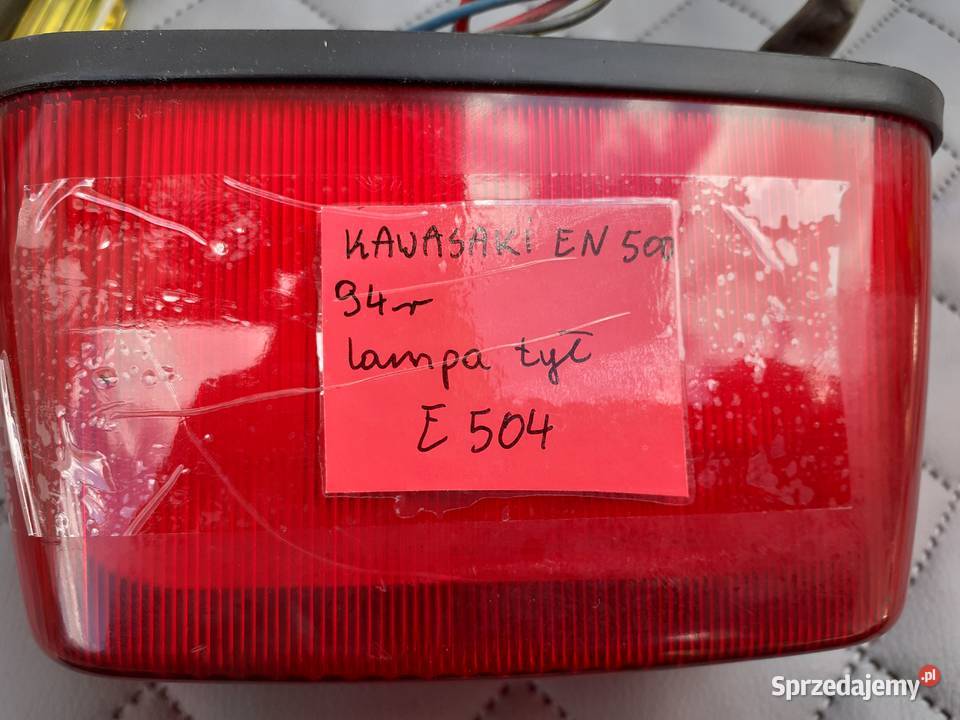 KAWASAKI EN 500
94r
lampa tył
E 504
Sprzedajemy.pl